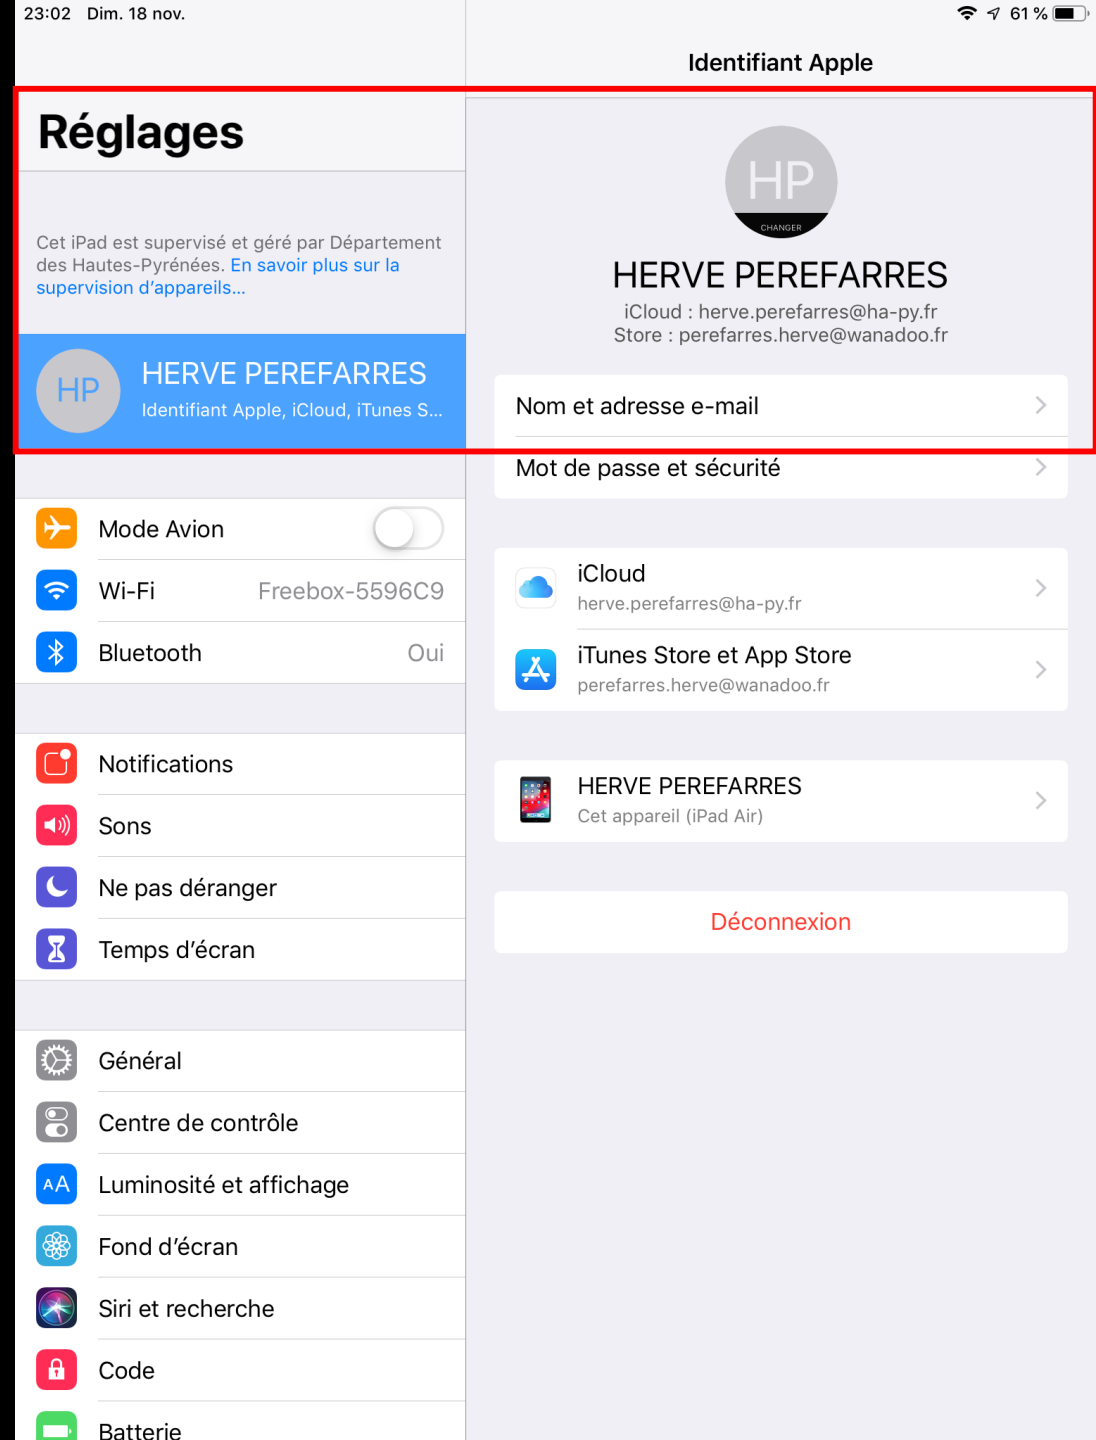 23:02 Dim. 18 nov.
61 %
Réglages
Cet iPad est supervisé et géré par Département
des Hautes-Pyrénées. En savoir plus sur la
supervision d’appareils...
HP
HERVE PEREFARRES
Identifiant Apple, iCloud, iTunes S...
Mode Avion
Wi-Fi Freebox-5596C9
Bluetooth Oui
Notifications
Sons
Ne pas déranger
Temps d’écran
Général
Centre de contrôle
AA Luminosité et affichage
Fond d’écran
Siri et recherche
Code
Batterie
Identifiant Apple
HP
CHANGER
HERVE PEREFARRES
iCloud : herve.perefarres@ha-py.fr
Store : perefarres.herve@wanadoo.fr
Nom et adresse e-mail
Mot de passe et sécurité
iCloud
herve.perefarres@ha-py.fr
iTunes Store et App Store
perefarres.herve@wanadoo.fr
HERVE PEREFARRES
Cet appareil (iPad Air)
Déconnexion